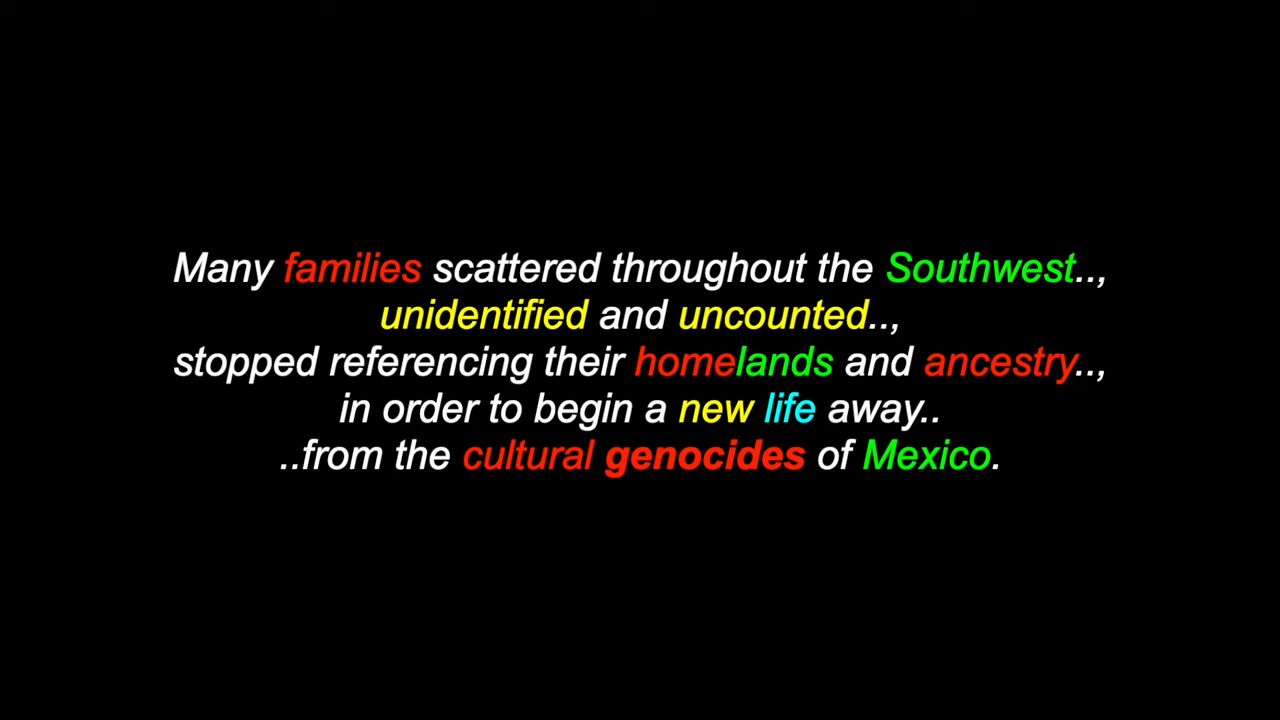 Many families scattered throughout the Southwest..,
unidentified and uncounted..,
stopped referencing their homelands and ancestry..,
in order to begin a new life away..
..from the cultural genocides of Mexico.